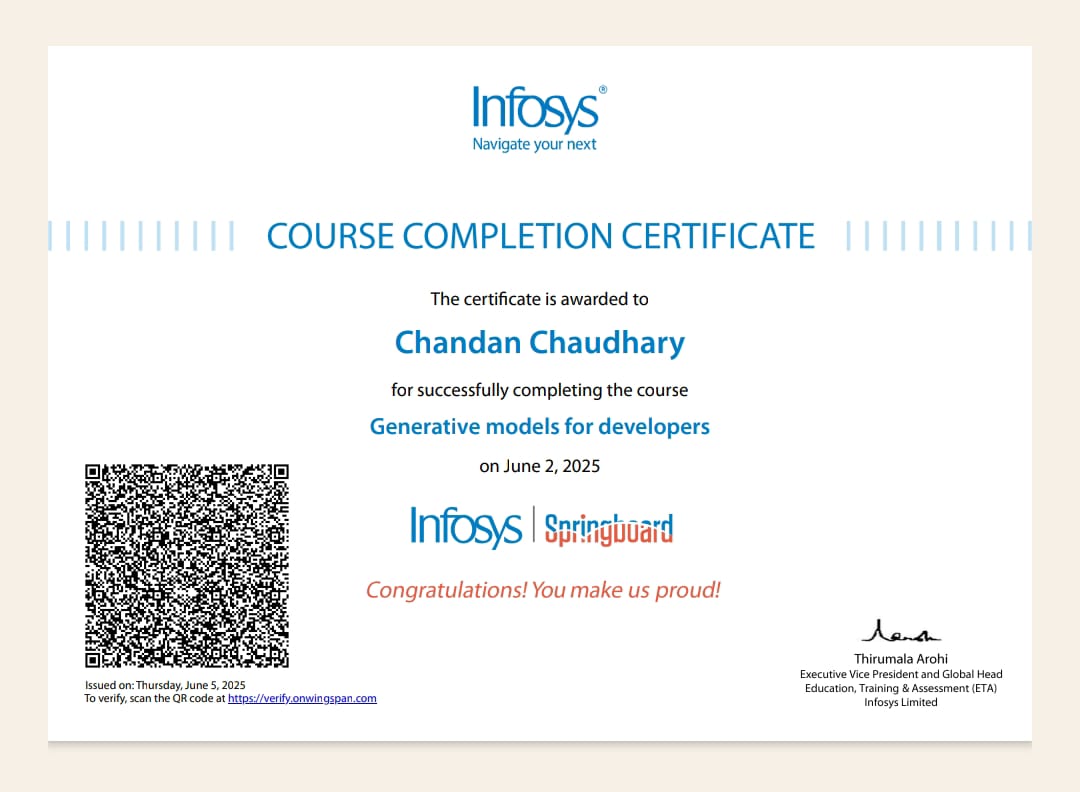 Infosys®
Navigate your next
COURSE COMPLETION CERTIFICATE
The certificate is awarded to
Chandan Chaudhary
for successfully completing the course
Generative models for developers
on June 2, 2025
Infosys | Springboard
Congratulations! You make us proud!
Issued on: Thursday, June 5, 2025
To verify, scan the QR code at https://verify.onwingspan.com
Thirumala Arohi
Executive Vice President and Global Head
Education, Training & Assessment (ETA)
Infosys Limited